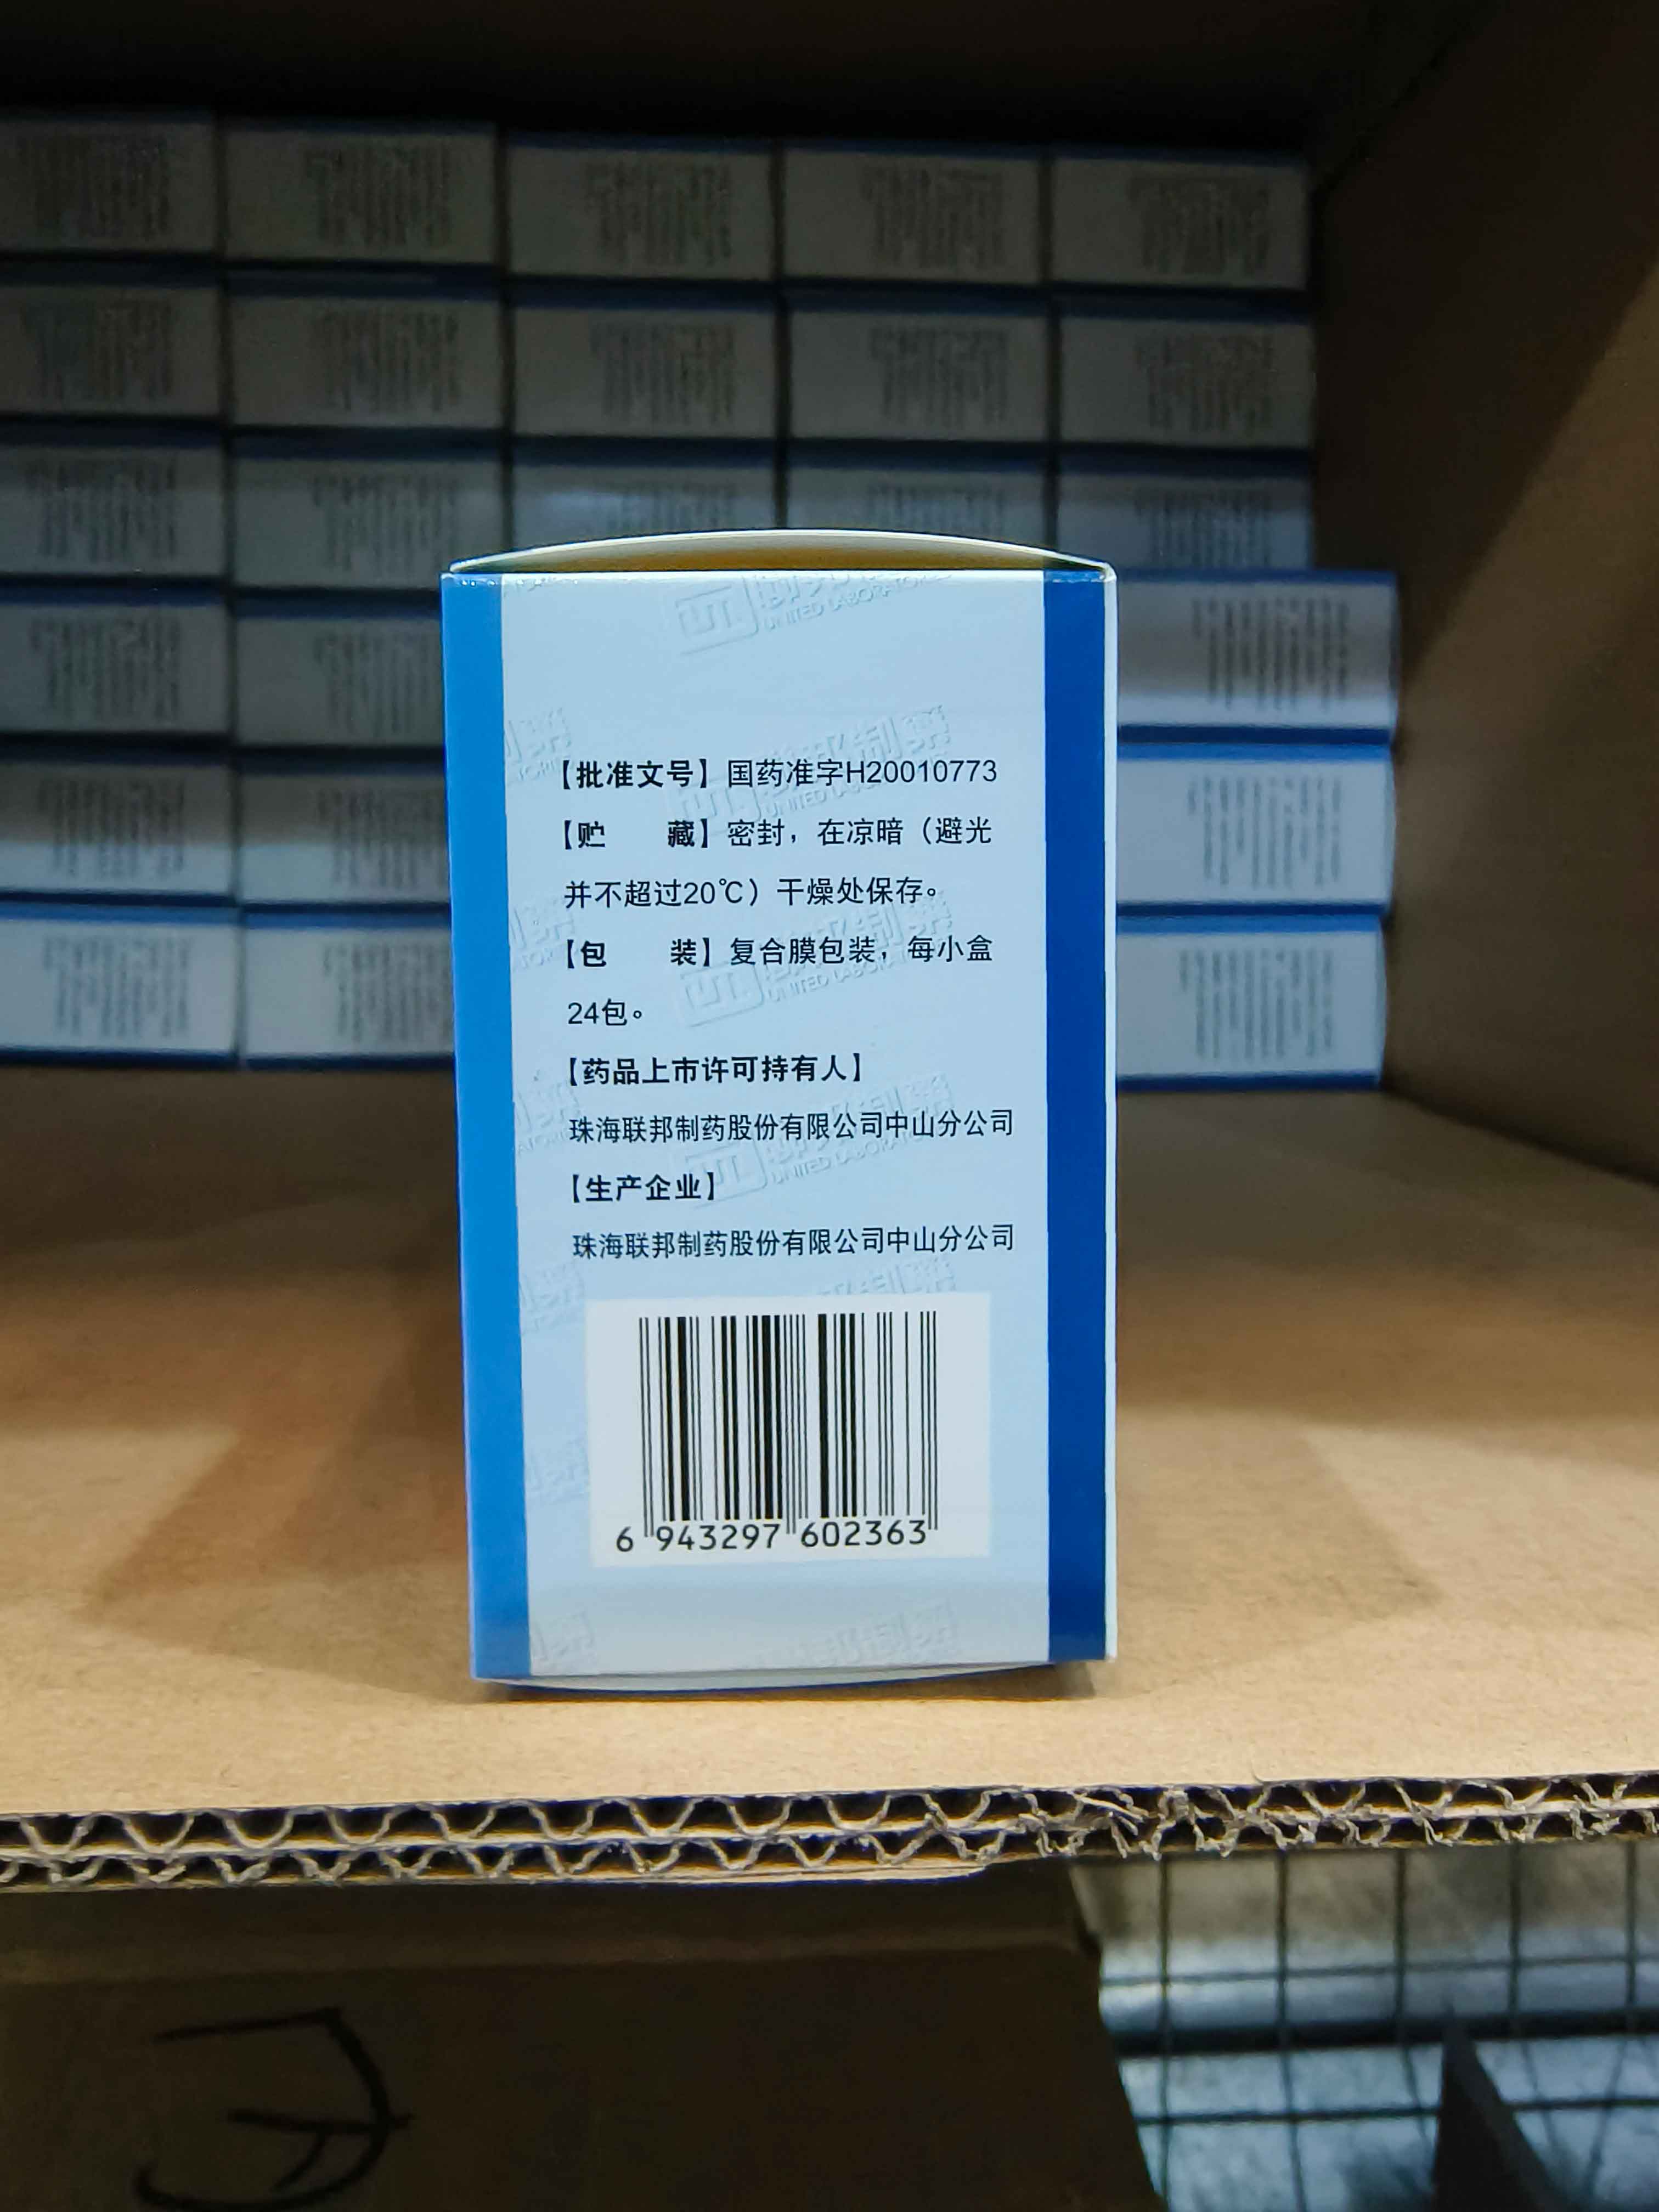 UNITED LABORATORIES
【批准文号】国药准字H20010773
【贮 藏】密封，在凉暗（避光
并不超过20℃）干燥处保存。
【包 装】复合膜包装，每小盒
24包。
【药品上市许可持有人】
珠海联邦制药股份有限公司中山分公司
【生产企业】
珠海联邦制药股份有限公司中山分公司
6 943297 602363